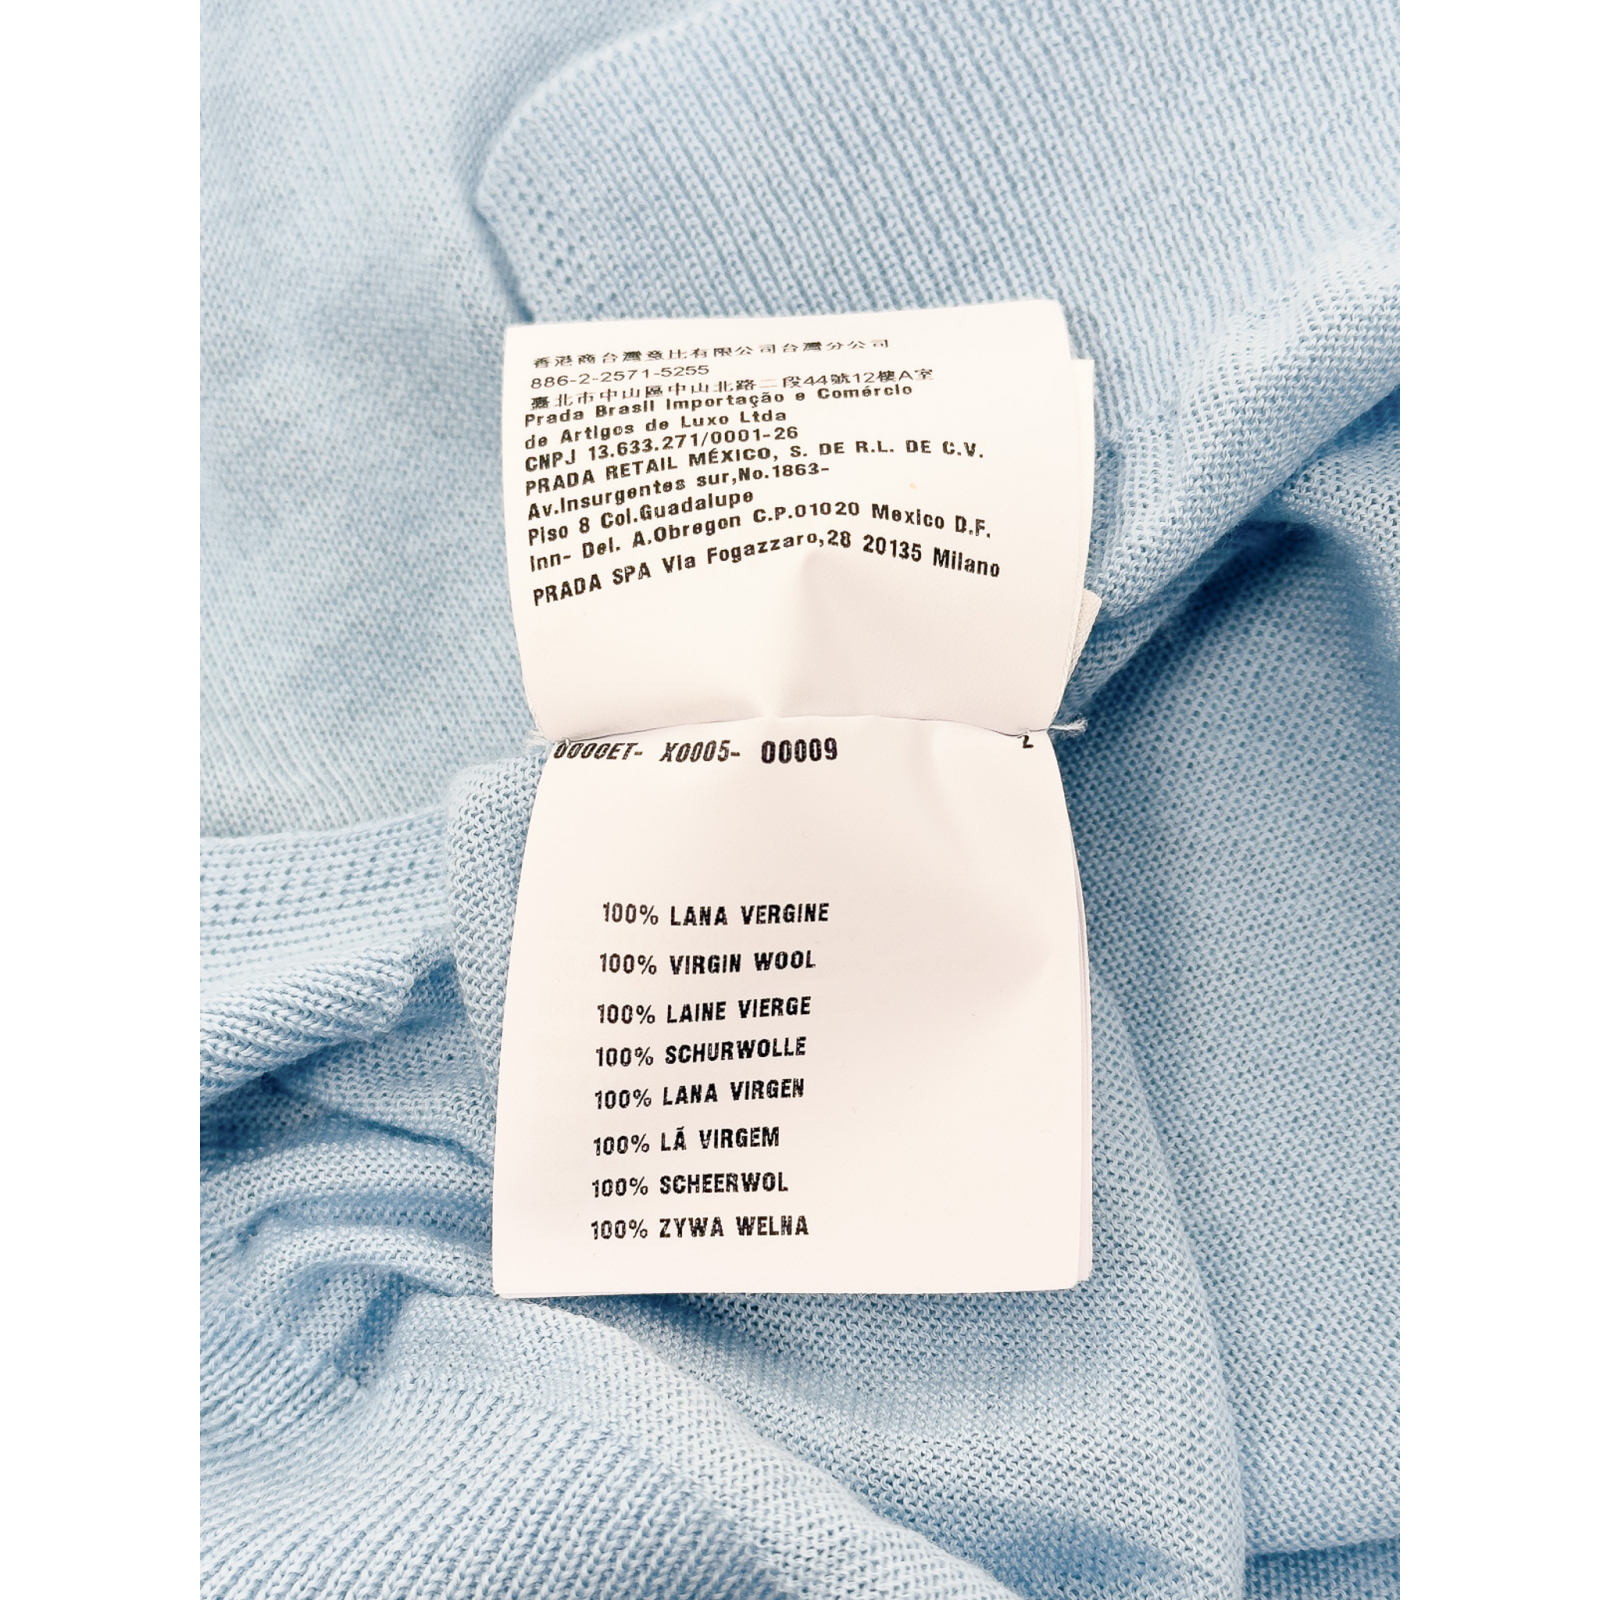 香港商台灣普比有限公司台灣分公司
886-2-2571-5255
臺北市中山區中山北路二段44號12樓A室
Prada Brasil Importação e Comércio
de Artigos de Luxo Ltda
CNPJ 13.633.271/0001-26
PRADA RETAIL MÉXICO, S. DE R.L. DE C.V.
Av.Insurgentes sur,No.1863-
Piso 8 Col.Guadalupe
Inn- Del. A.Obregon C.P.01020 Mexico D.F.
PRADA SPA Via Fogazzaro,28 20135 Milano
X0005- 00009 2
100% LANA VERGINE
100% VIRGIN WOOL
100% LAINE VIERGE
100% SCHURWOLLE
100% LANA VIRGEN
100% LÃ VIRGEM
100% SCHEERWOL
100% ZYWA WELNA